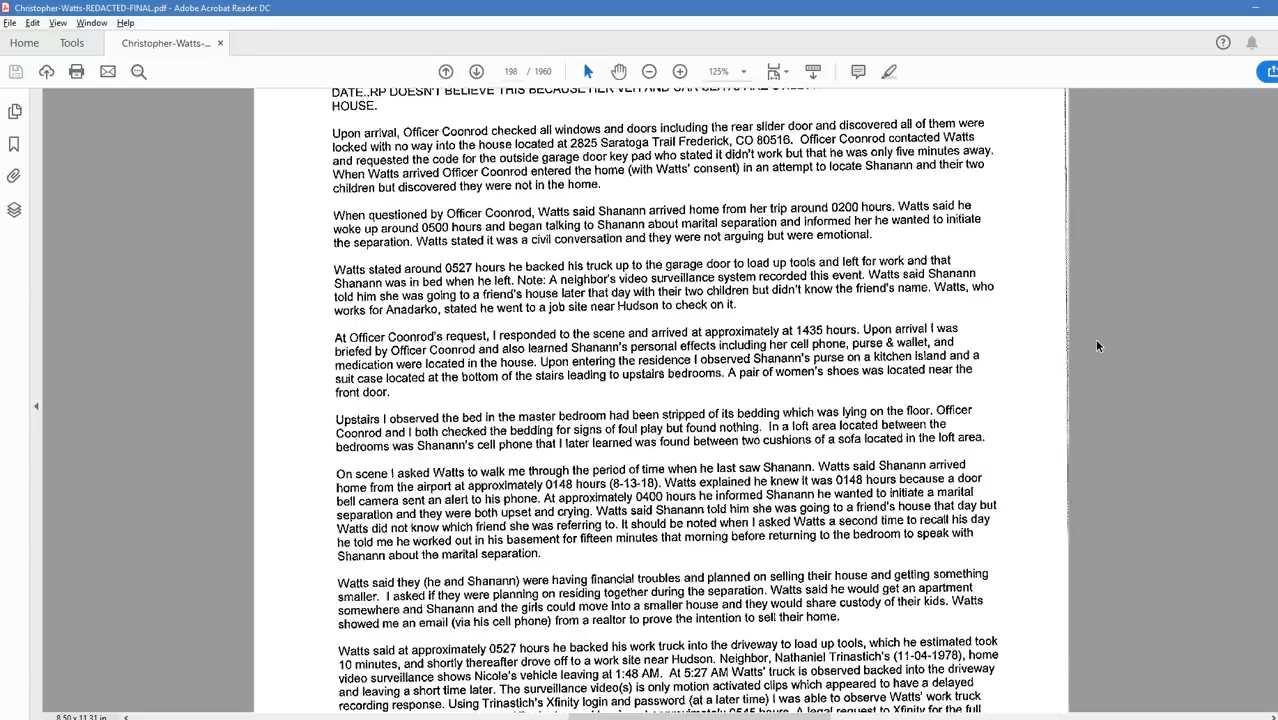 Christopher-Watts-REDACTED-FINAL.pdf - Adobe Acrobat Reader DC
File Edit View Window Help
Home Tools Christopher-Watts-... ×
198 / 1960 125%
DATE..RP DOESN'T BELIEVE THIS BECAUSE HER VEH AND CAR SEATS ARE
HOUSE.
Upon arrival, Officer Coonrod checked all windows and doors including the rear slider door and discovered all of them were
locked with no way into the house located at 2825 Saratoga Trail Frederick, CO 80516. Officer Coonrod contacted Watts
and requested the code for the outside garage door key pad who stated it didn't work but that he was only five minutes away.
When Watts arrived Officer Coonrod entered the home (with Watts' consent) in an attempt to locate Shanann and their two
children but discovered they were not in the home.
When questioned by Officer Coonrod, Watts said Shanann arrived home from her trip around 0200 hours. Watts said he
woke up around 0500 hours and began talking to Shanann about marital separation and informed her he wanted to initiate
the separation. Watts stated it was a civil conversation and they were not arguing but were emotional.
Watts stated around 0527 hours he backed his truck up to the garage door to load up tools and left for work and that
Shanann was in bed when he left. Note: A neighbor's video surveillance system recorded this event. Watts said Shanann
told him she was going to a friend's house later that day with their two children but didn't know the friend's name. Watts, who
works for Anadarko, stated he went to a job site near Hudson to check on it.
At Officer Coonrod's request, I responded to the scene and arrived at approximately at 1435 hours. Upon arrival I was
briefed by Officer Coonrod and also learned Shanann's personal effects including her cell phone, purse & wallet, and
medication were located in the house. Upon entering the residence I observed Shanann's purse on a kitchen Island and a
suit case located at the bottom of the stairs leading to upstairs bedrooms. A pair of women's shoes was located near the
front door.
Upstairs I observed the bed in the master bedroom had been stripped of its bedding which was lying on the floor. Officer
Coonrod and I both checked the bedding for signs of foul play but found nothing. In a loft area located between the
bedrooms was Shanann's cell phone that I later learned was found between two cushions of a sofa located in the loft area.
On scene I asked Watts to walk me through the period of time when he last saw Shanann. Watts said Shanann arrived
home from the airport at approximately 0148 hours (8-13-18). Watts explained he knew it was 0148 hours because a door
bell camera sent an alert to his phone. At approximately 0400 hours he informed Shanann he wanted to initiate a marital
separation and they were both upset and crying. Watts said Shanann told him she was going to a friend's house that day but
Watts did not know which friend she was referring to. It should be noted when I asked Watts a second time to recall his day
he told me he worked out in his basement for fifteen minutes that morning before returning to the bedroom to speak with
Shanann about the marital separation.
Watts said they (he and Shanann) were having financial troubles and planned on selling their house and getting something
smaller. I asked if they were planning on residing together during the separation. Watts said he would get an apartment
somewhere and Shanann and the girls could move into a smaller house and they would share custody of their kids. Watts
showed me an email (via his cell phone) from a realtor to prove the intention to sell their home.
Watts said at approximately 0527 hours he backed his work truck into the driveway to load up tools, which he estimated took
10 minutes, and shortly thereafter drove off to a work site near Hudson. Neighbor, Nathaniel Trinastich's (11-04-1978), home
video surveillance shows Nicole's vehicle leaving at 1:48 AM. At 5:27 AM Watts' truck is observed backed into the driveway
and leaving a short time later. The surveillance video(s) is only motion activated clips which appeared to have a delayed
recording response. Using Trinastich's Xfinity login and password (at a later time) I was able to observe Watts' work truck
0545 hours. A legal request to Xfinity for the full
8.50 x 11.31 in